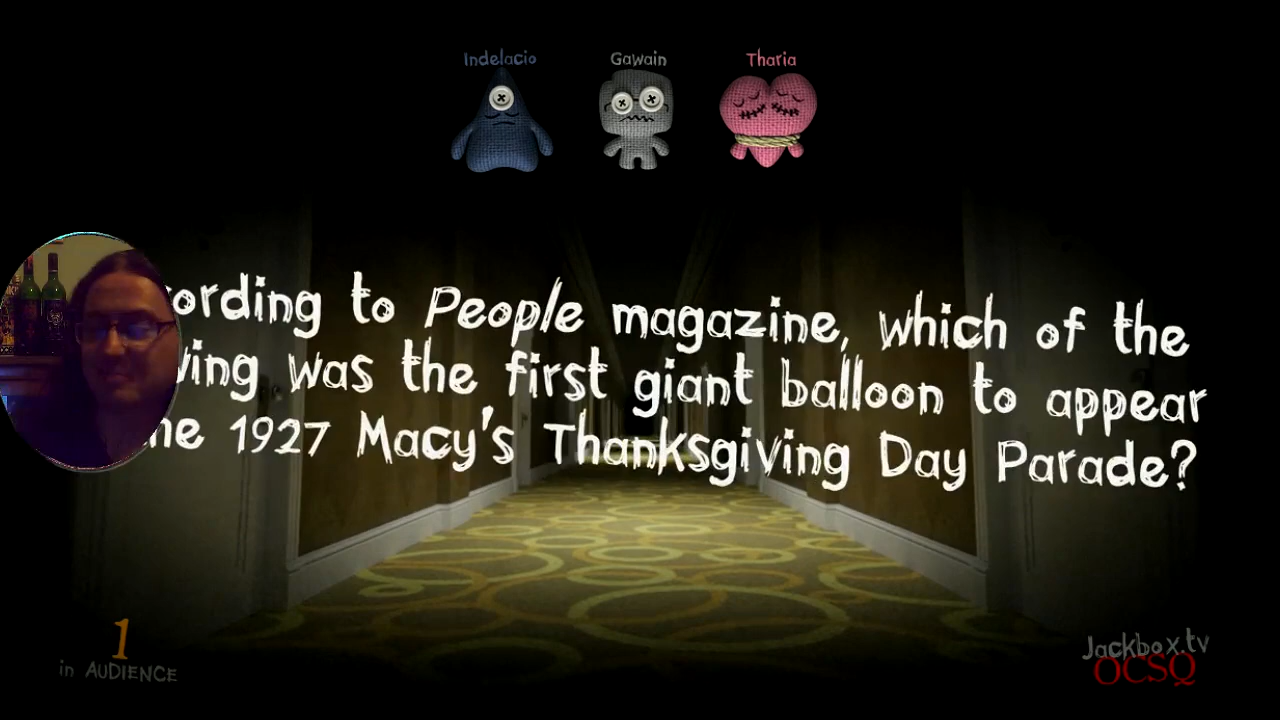 Indelacio Gawain Tharia
ording to People magazine, which of the
ing was the first giant balloon to appear
he 1927 Macy's Thanksgiving Day Parade?
1
in AUDIENCE
Jackbox.tv
OCSQ